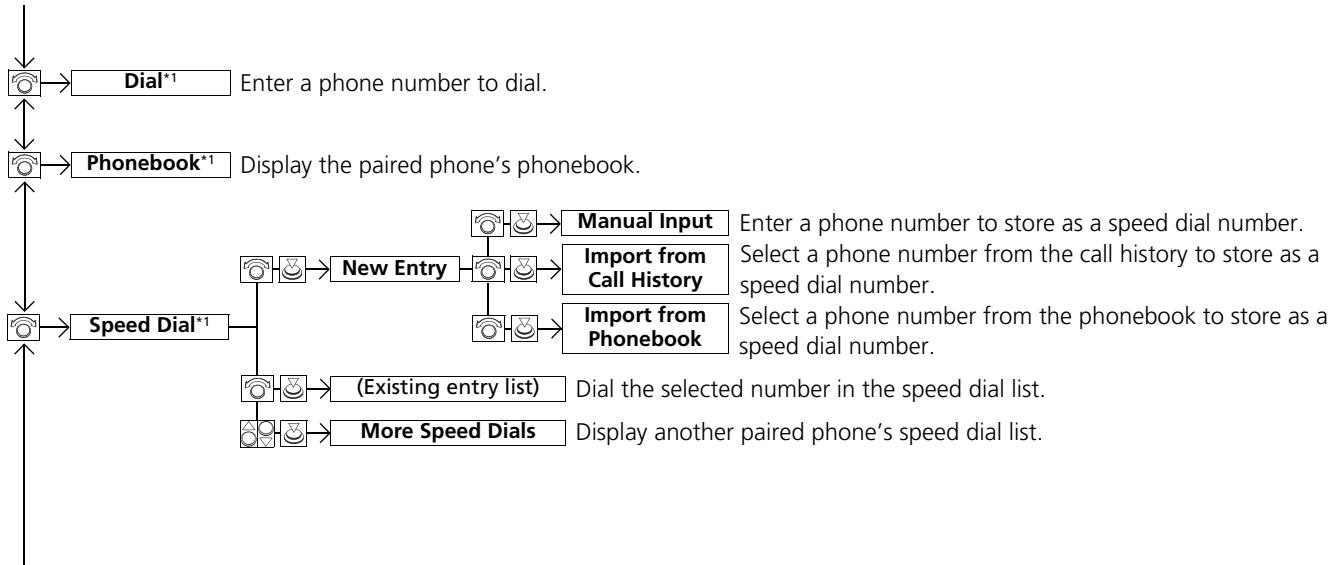 Dial*1 Enter a phone number to dial.
Phonebook*1 Display the paired phone’s phonebook.
Manual Input Enter a phone number to store as a speed dial number.
New Entry
Import from
Call History
Select a phone number from the call history to store as a
speed dial number.
Speed Dial*1
Import from
Phonebook
Select a phone number from the phonebook to store as a
speed dial number.
(Existing entry list) Dial the selected number in the speed dial list.
More Speed Dials Display another paired phone’s speed dial list.